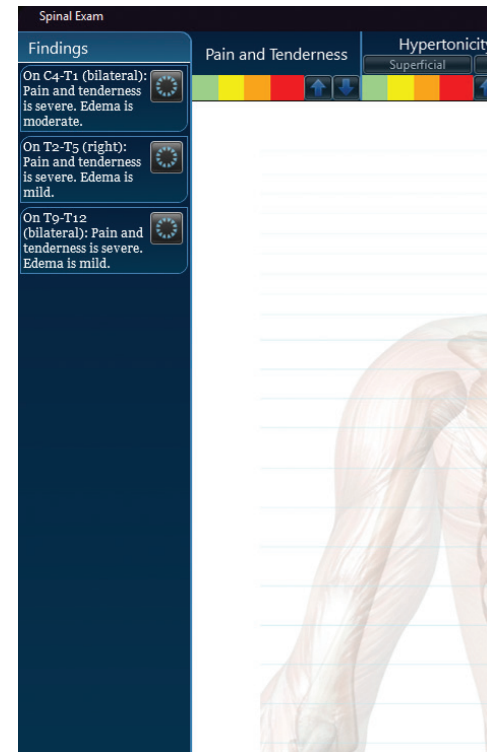 Spinal Exam
Findings
On C4-T1 (bilateral):
Pain and tenderness
is severe. Edema is
moderate.
On T2-T5 (right):
Pain and tenderness
is severe. Edema is
mild.
On T9-T12
(bilateral): Pain and
tenderness is severe.
Edema is mild.
Pain and Tenderness
Hypertonicity
Superficial